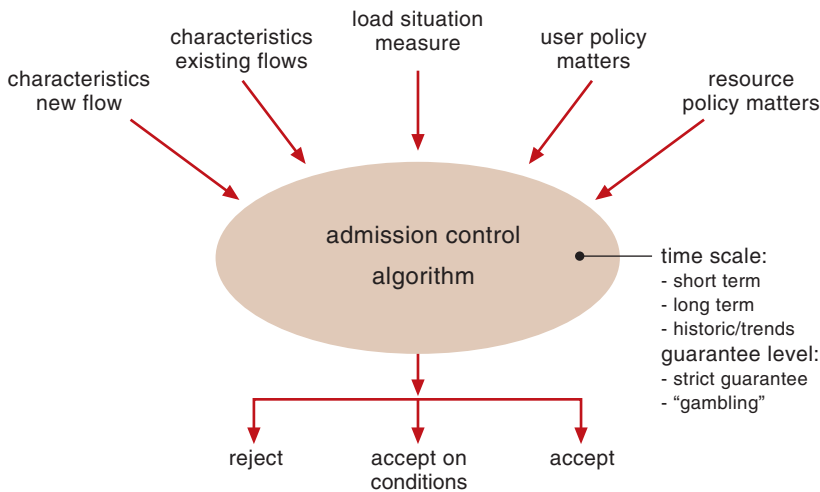 load situation
measure
characteristics
existing flows
user policy
matters
characteristics
new flow
resource
policy matters
admission control
algorithm
time scale:
- short term
- long term
- historic/trends
guarantee level:
- strict guarantee
- “gambling”
reject
accept on
conditions
accept